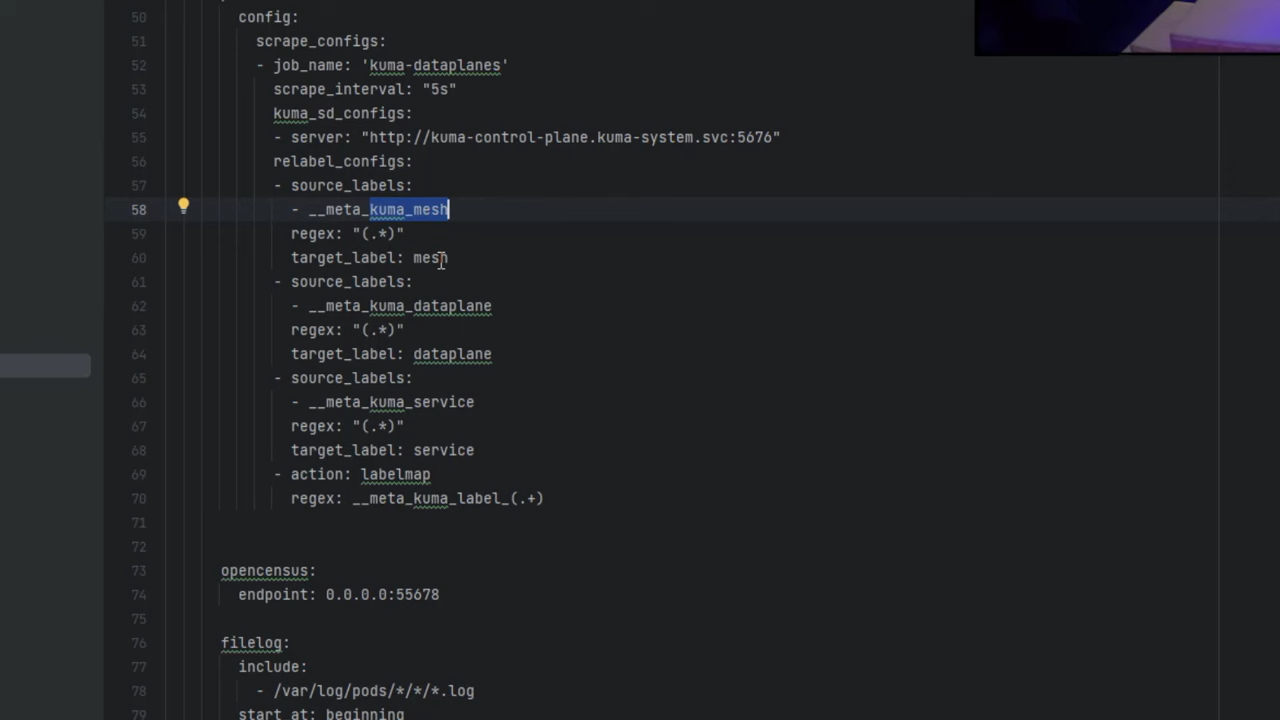 50 config:
51 scrape_configs:
52 - job_name: 'kuma-dataplanes'
53 scrape_interval: "5s"
54 kuma_sd_configs:
55 - server: "http://kuma-control-plane.kuma-system.svc:5676"
56 relabel_configs:
57 - source_labels:
58 - __meta_kuma_mesh
59 regex: "(.*)"
60 target_label: mesh
61 - source_labels:
62 - __meta_kuma_dataplane
63 regex: "(.*)"
64 target_label: dataplane
65 - source_labels:
66 - __meta_kuma_service
67 regex: "(.*)"
68 target_label: service
69 - action: labelmap
70 regex: __meta_kuma_label_(.+)
71
72
73 opencensus:
74 endpoint: 0.0.0.0:55678
75
76 filelog:
77 include:
78 - /var/log/pods/*/*/*.log
79 start_at: beginning